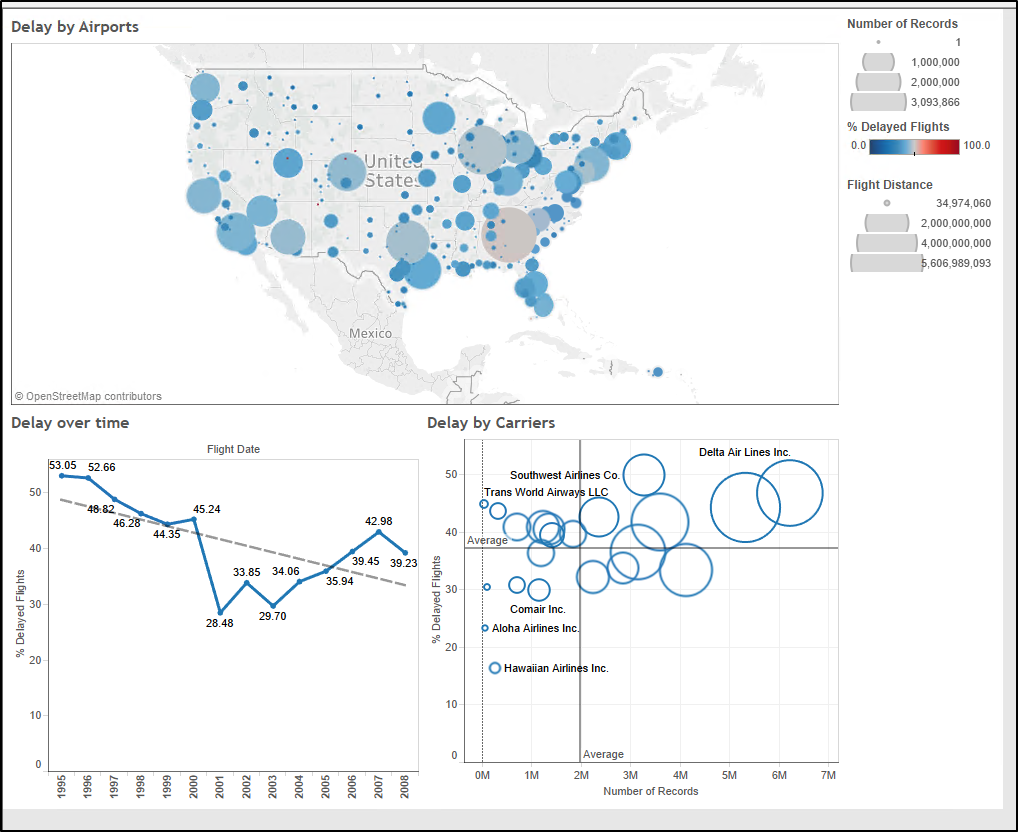 Delay by Airports
United
States
Mexico
© OpenStreetMap contributors
Number of Records
1
1,000,000
2,000,000
3,093,866
% Delayed Flights
0.0 100.0
Flight Distance
34,974,060
2,000,000,000
4,000,000,000
5,606,989,093
Delay over time
Flight Date
% Delayed Flights
50
40
30
20
10
0
53.05
52.66
48.82
46.28
44.35
45.24
28.48
33.85
29.70
34.06
35.94
39.45
42.98
39.23
1995
1996
1997
1998
1999
2000
2001
2002
2003
2004
2005
2006
2007
2008
Delay by Carriers
% Delayed Flights
50
40
30
20
10
0
Delta Air Lines Inc.
Southwest Airlines Co.
Trans World Airways LLC
Average
Comair Inc.
Aloha Airlines Inc.
Hawaiian Airlines Inc.
Average
0M 1M 2M 3M 4M 5M 6M 7M
Number of Records